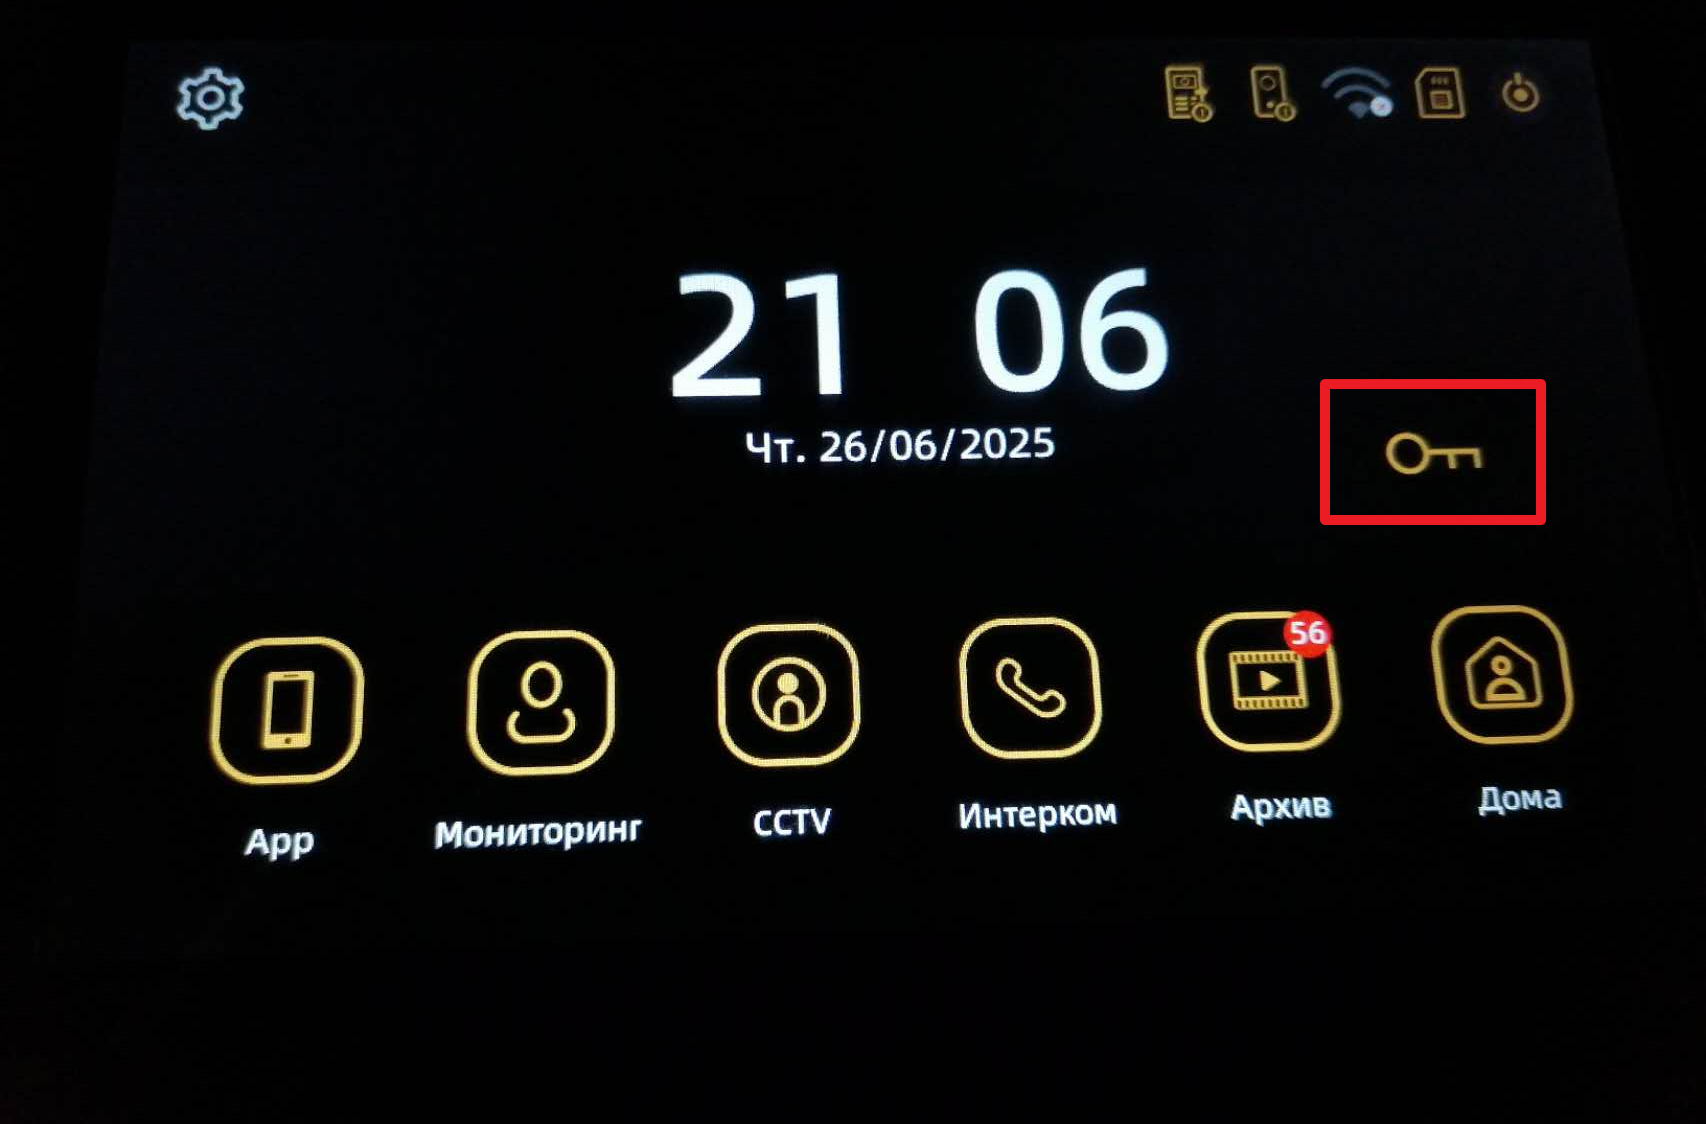 21 06
Чт. 26/06/2025
56
App
Мониторинг
CCTV
Интерком
Архив
Дома